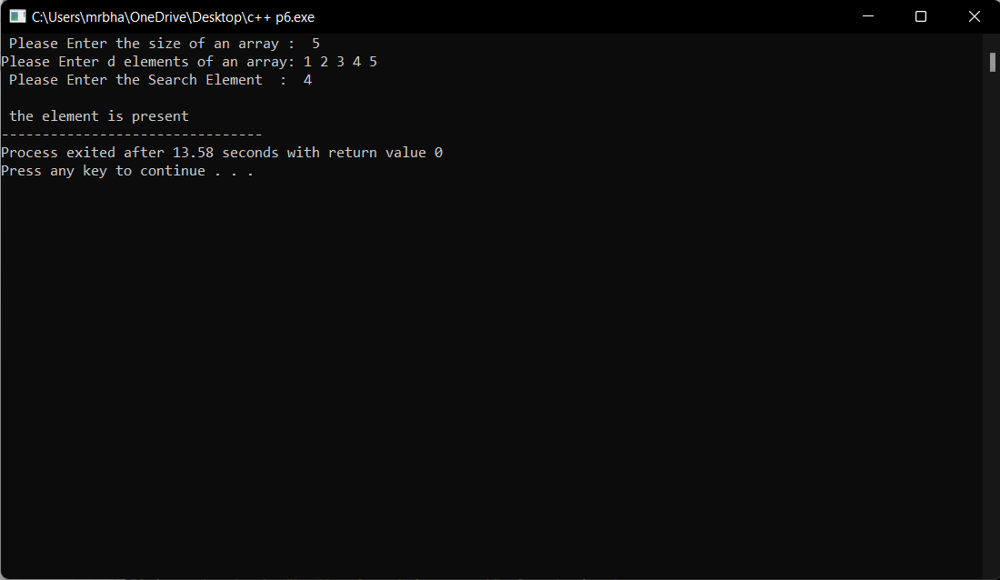 C:\Users\mrbha\OneDrive\Desktop\c++ p6.exe
Please Enter the size of an array :  5
Please Enter d elements of an array: 1 2 3 4 5
Please Enter the Search Element  :  4
the element is present
--------------------------------
Process exited after 13.58 seconds with return value 0
Press any key to continue . . .